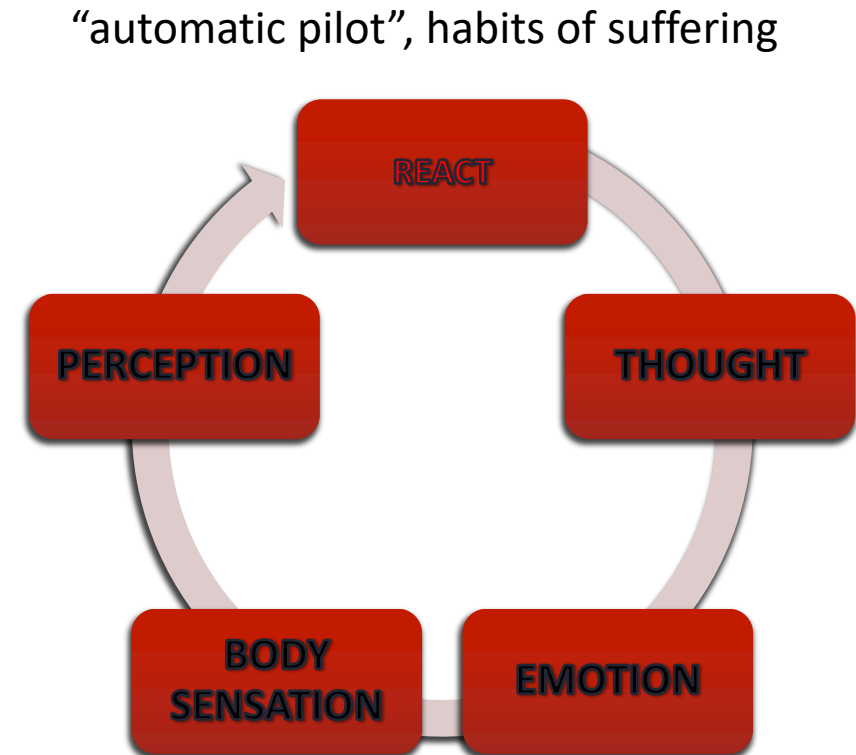 “automatic pilot”, habits of suffering
REACT
PERCEPTION
THOUGHT
BODY
SENSATION
EMOTION